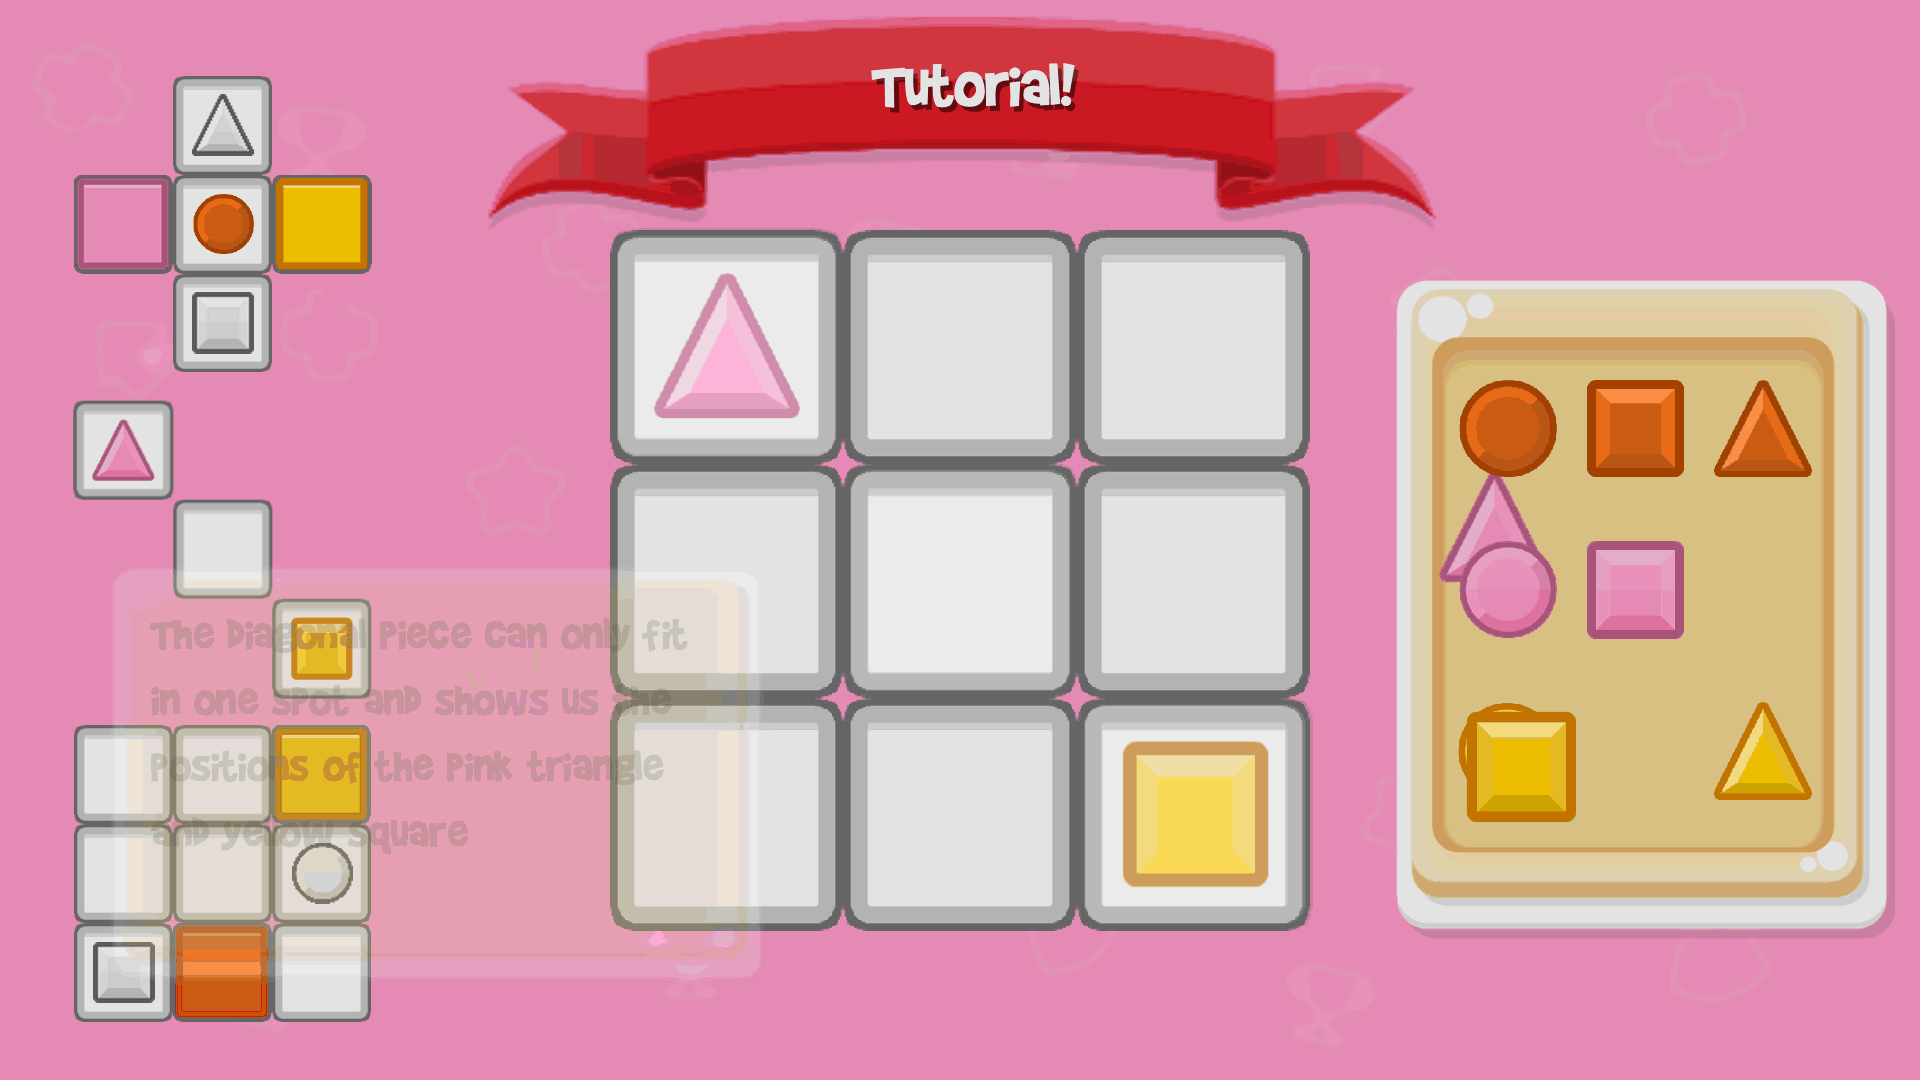 Tutorial!
The Diagonal Piece can only fit
in one spot and shows us the
Positions of the Pink triangle
and yellow square